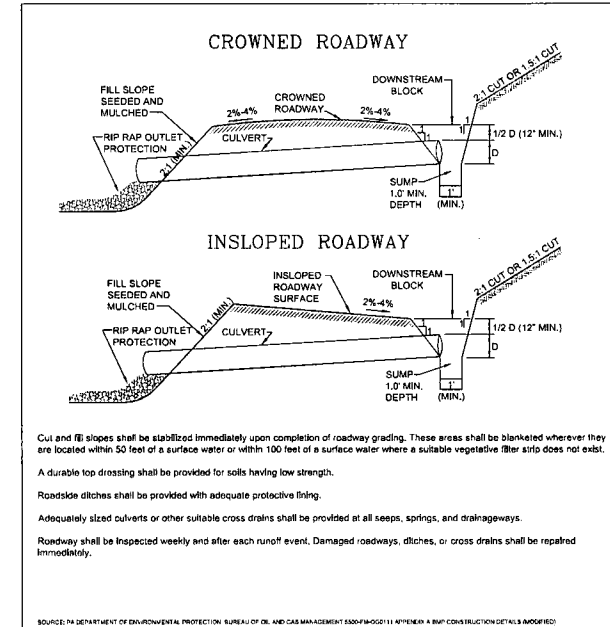 CROWNED ROADWAY
FILL SLOPE
SEEDED AND
MULCHED
RIP RAP OUTLET
PROTECTION
2:1 (MIN.)
2%-4%
CROWNED
ROADWAY
2%-4%
CULVERT
DOWNSTREAM
BLOCK
2:1 CUT OR 1.5:1 CUT
1
1
1
1/2 D (12" MIN.)
D
SUMP
1.0' MIN.
DEPTH
1'
(MIN.)
INSLOPED ROADWAY
FILL SLOPE
SEEDED AND
MULCHED
RIP RAP OUTLET
PROTECTION
2:1 (MIN.)
INSLOPED
ROADWAY
SURFACE
2%-4%
CULVERT
DOWNSTREAM
BLOCK
2:1 CUT OR 1.5:1 CUT
1
1
1
1/2 D (12" MIN.)
D
SUMP
1.0' MIN.
DEPTH
1'
(MIN.)
Cut and fill slopes shall be stabilized immediately upon completion of roadway grading. These areas shall be blanketed wherever they
are located within 50 feet of a surface water or within 100 feet of a surface water where a suitable vegetative filter strip does not exist.
A durable top dressing shall be provided for soils having low strength.
Roadside ditches shall be provided with adequate protective lining.
Adequately sized culverts or other suitable cross drains shall be provided at all seeps, springs, and drainageways.
Roadway shall be inspected weekly and after each runoff event. Damaged roadways, ditches, or cross drains shall be repaired
immediately.
SOURCE: PA DEPARTMENT OF ENVIRONMENTAL PROTECTION BUREAU OF OIL AND GAS MANAGEMENT 5500-FM-OG0111 APPENDIX A BMP CONSTRUCTION DETAILS (MODIFIED)